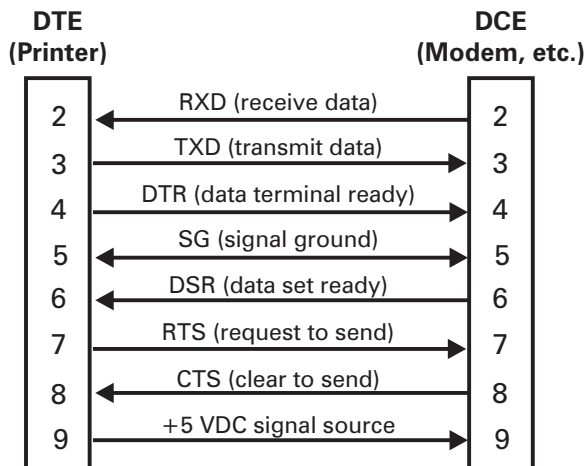 DTE DCE
(Printer) (Modem, etc.)
2 RXD (receive data) 2
3 TXD (transmit data) 3
4 DTR (data terminal ready) 4
5 SG (signal ground) 5
6 DSR (data set ready) 6
7 RTS (request to send) 7
8 CTS (clear to send) 8
9 +5 VDC signal source 9